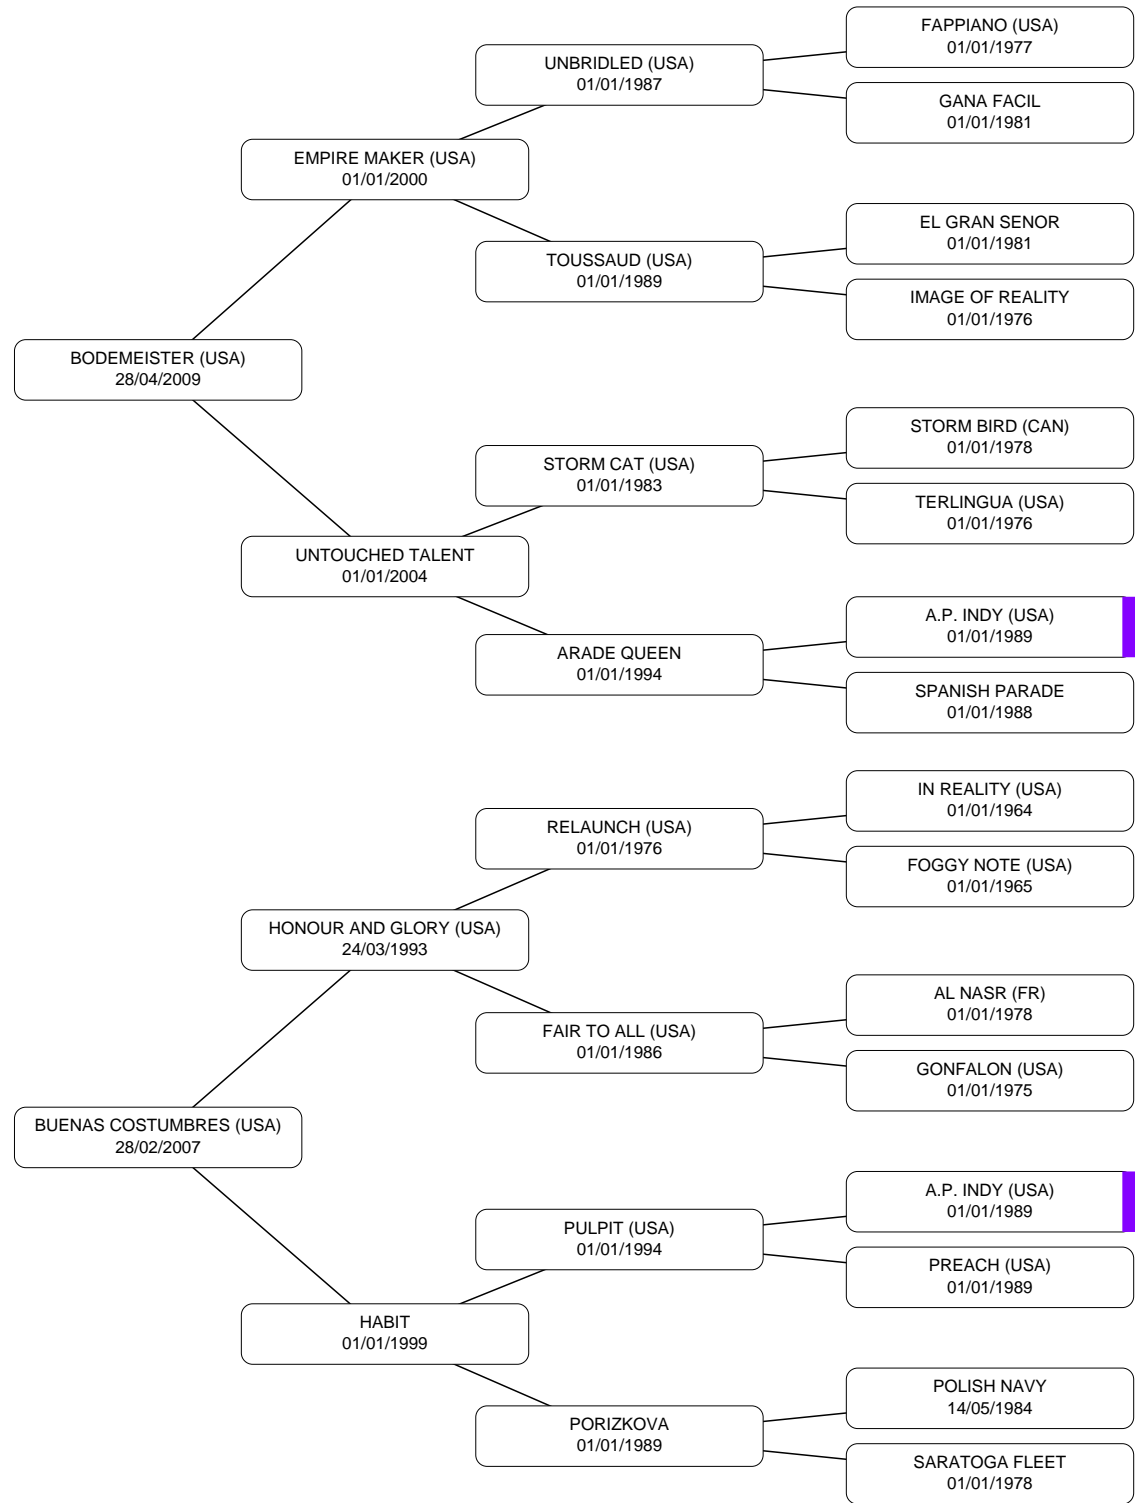 FAPPIANO (USA)
01/01/1977
UNBRIDLED (USA)
01/01/1987
GANA FACIL
01/01/1981
EMPIRE MAKER (USA)
01/01/2000
EL GRAN SENOR
01/01/1981
TOUSSAUD (USA)
01/01/1989
IMAGE OF REALITY
01/01/1976
BODEMEISTER (USA)
28/04/2009
STORM BIRD (CAN)
01/01/1978
STORM CAT (USA)
01/01/1983
TERLINGUA (USA)
01/01/1976
UNTOUCHED TALENT
01/01/2004
A.P. INDY (USA)
01/01/1989
ARADE QUEEN
01/01/1994
SPANISH PARADE
01/01/1988
IN REALITY (USA)
01/01/1964
RELAUNCH (USA)
01/01/1976
FOGGY NOTE (USA)
01/01/1965
HONOUR AND GLORY (USA)
24/03/1993
AL NASR (FR)
01/01/1978
FAIR TO ALL (USA)
01/01/1986
GONFALON (USA)
01/01/1975
BUENAS COSTUMBRES (USA)
28/02/2007
A.P. INDY (USA)
01/01/1989
PULPIT (USA)
01/01/1994
PREACH (USA)
01/01/1989
HABIT
01/01/1999
POLISH NAVY
14/05/1984
PORIZKOVA
01/01/1989
SARATOGA FLEET
01/01/1978